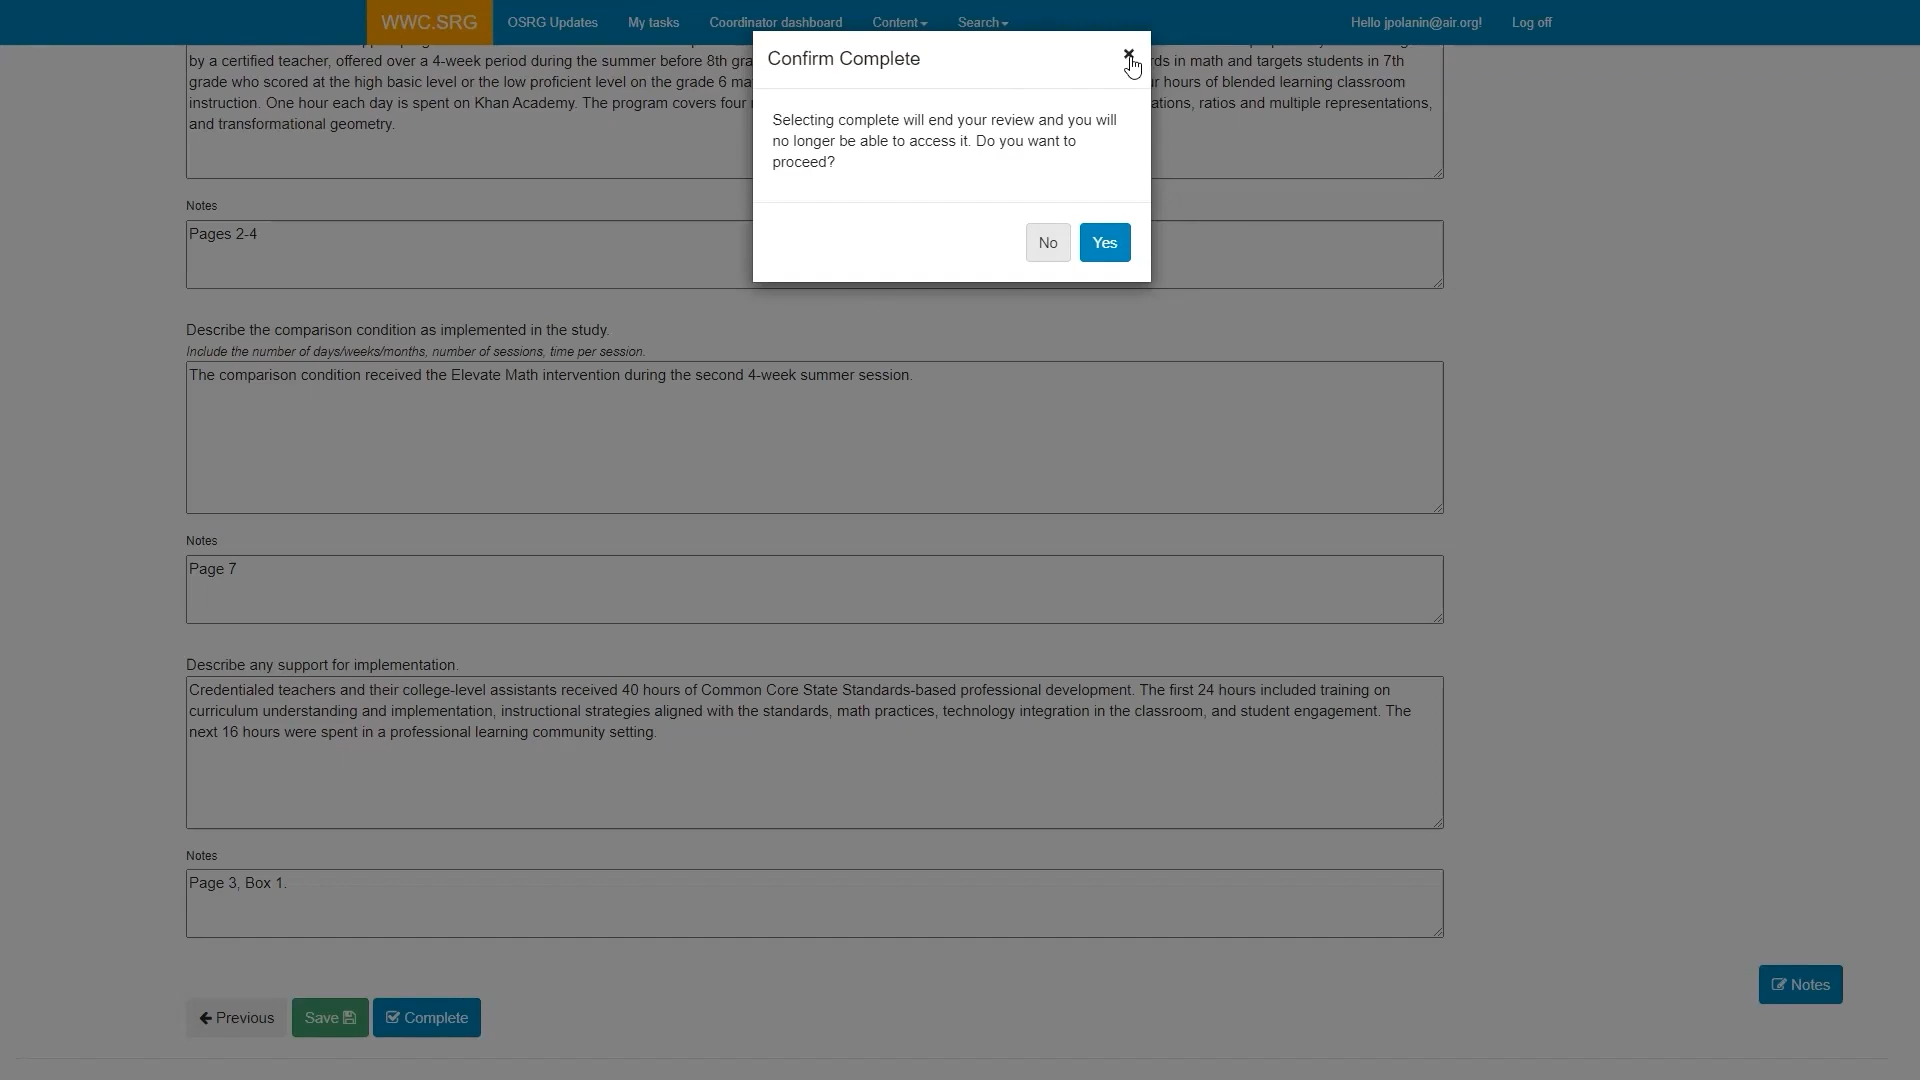 WWC.SRG OSRG Updates My tasks Coordinator dashboard Content Search Hello jpolanin@air.org! Log off
Confirm Complete
Selecting complete will end your review and you will
no longer be able to access it. Do you want to
proceed?
No Yes
by a certified teacher, offered over a 4-week period during the summer before 8th gra ds in math and targets students in 7th
grade who scored at the high basic level or the low proficient level on the grade 6 ma r hours of blended learning classroom
instruction. One hour each day is spent on Khan Academy. The program covers four ations, ratios and multiple representations,
and transformational geometry.
Notes
Pages 2-4
Describe the comparison condition as implemented in the study.
Include the number of days/weeks/months, number of sessions, time per session.
The comparison condition received the Elevate Math intervention during the second 4-week summer session.
Notes
Page 7
Describe any support for implementation.
Credentialed teachers and their college-level assistants received 40 hours of Common Core State Standards-based professional development. The first 24 hours included training on
curriculum understanding and implementation, instructional strategies aligned with the standards, math practices, technology integration in the classroom, and student engagement. The
next 16 hours were spent in a professional learning community setting.
Notes
Page 3, Box 1.
Notes
Previous Save Complete